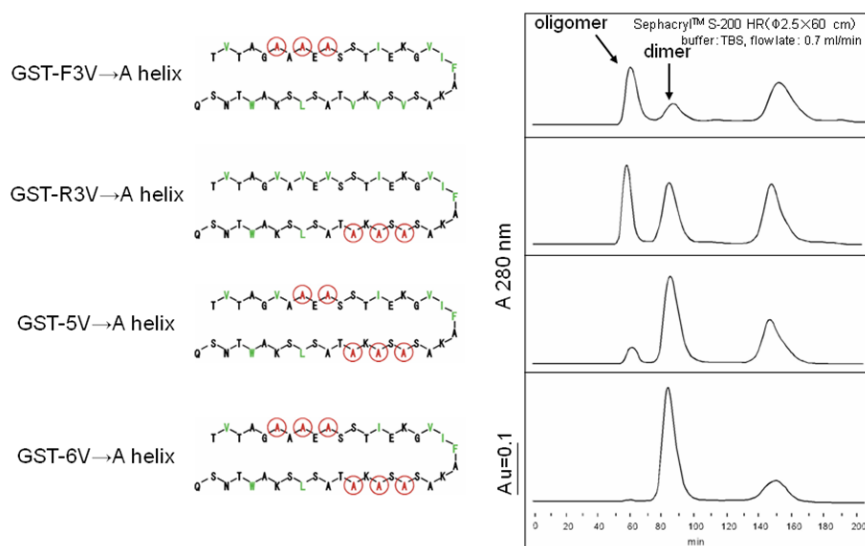 oligomer
Sephacryl™ S-200 HR(Φ2.5×60 cm)
buffer: TBS, flow late: 0.7 ml/min
dimer
GST-F3V→A helix
T V T A G A A A E A S S T I E K G V I F A
Q S N T A K S L S A T V K V S V S A K
GST-R3V→A helix
T V T A G V A V E V S S T I E K G V I F A
Q S N T A K S L S A T A K A S A S A K
GST-5V→A helix
T V T A G V A A E A S S T I E K G V I F A
Q S N T A K S L S A T A K A S A S A K
GST-6V→A helix
T V T A G A A A E A S S T I E K G V I F A
Q S N T A K S L S A T A K A S A S A K
A 280 nm
Au=0.1
0 20 40 60 80 100 120 140 160 180 200
min